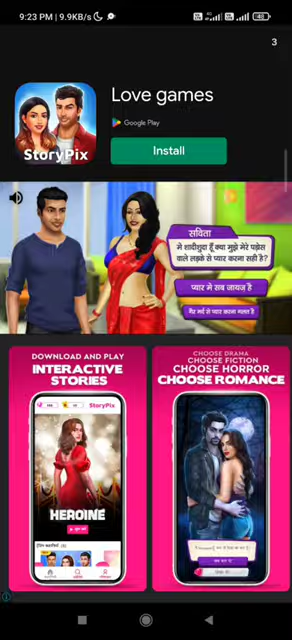 9:23 PM | 9.9KB/s
3
Love games
StoryPix
Google Play
Install
सविता
मे शादीशुदा हूँ क्या मुझे मेरे पड़ोस
वाले लड़के से प्यार करना सही है?
प्यार मे सब जायज है
गैर मर्द से प्यार करना गलत है
DOWNLOAD AND PLAY
INTERACTIVE
STORIES
StoryPix
HEROINE
CHOOSE DRAMA
CHOOSE FICTION
CHOOSE HORROR
CHOOSE ROMANCE